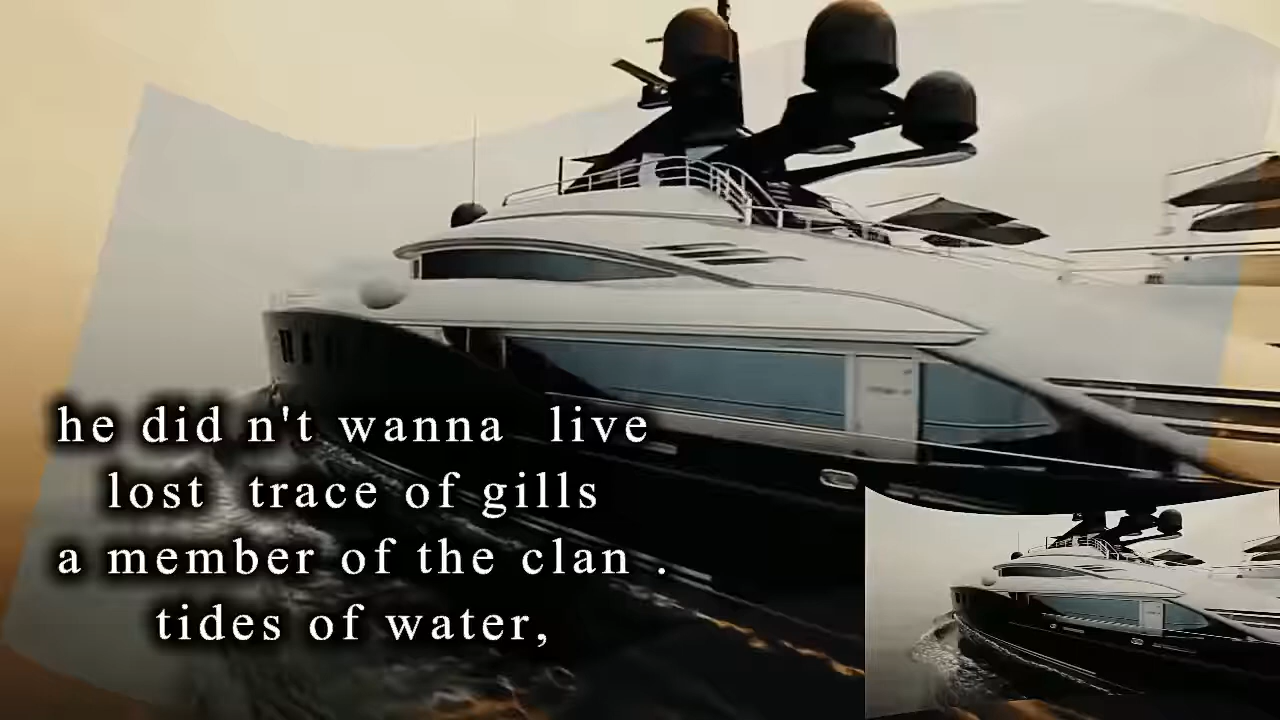 he did n't wanna  live
lost  trace of gills
a member of the clan .
tides of water,